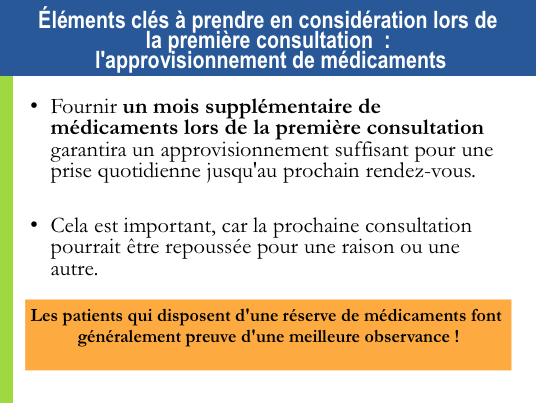 Éléments clés à prendre en considération lors de
la première consultation  :
l'approvisionnement de médicaments
• Fournir un mois supplémentaire de
médicaments lors de la première consultation
garantira un approvisionnement suffisant pour une
prise quotidienne jusqu'au prochain rendez-vous.
• Cela est important, car la prochaine consultation
pourrait être repoussée pour une raison ou une
autre.
Les patients qui disposent d'une réserve de médicaments font
généralement preuve d'une meilleure observance !